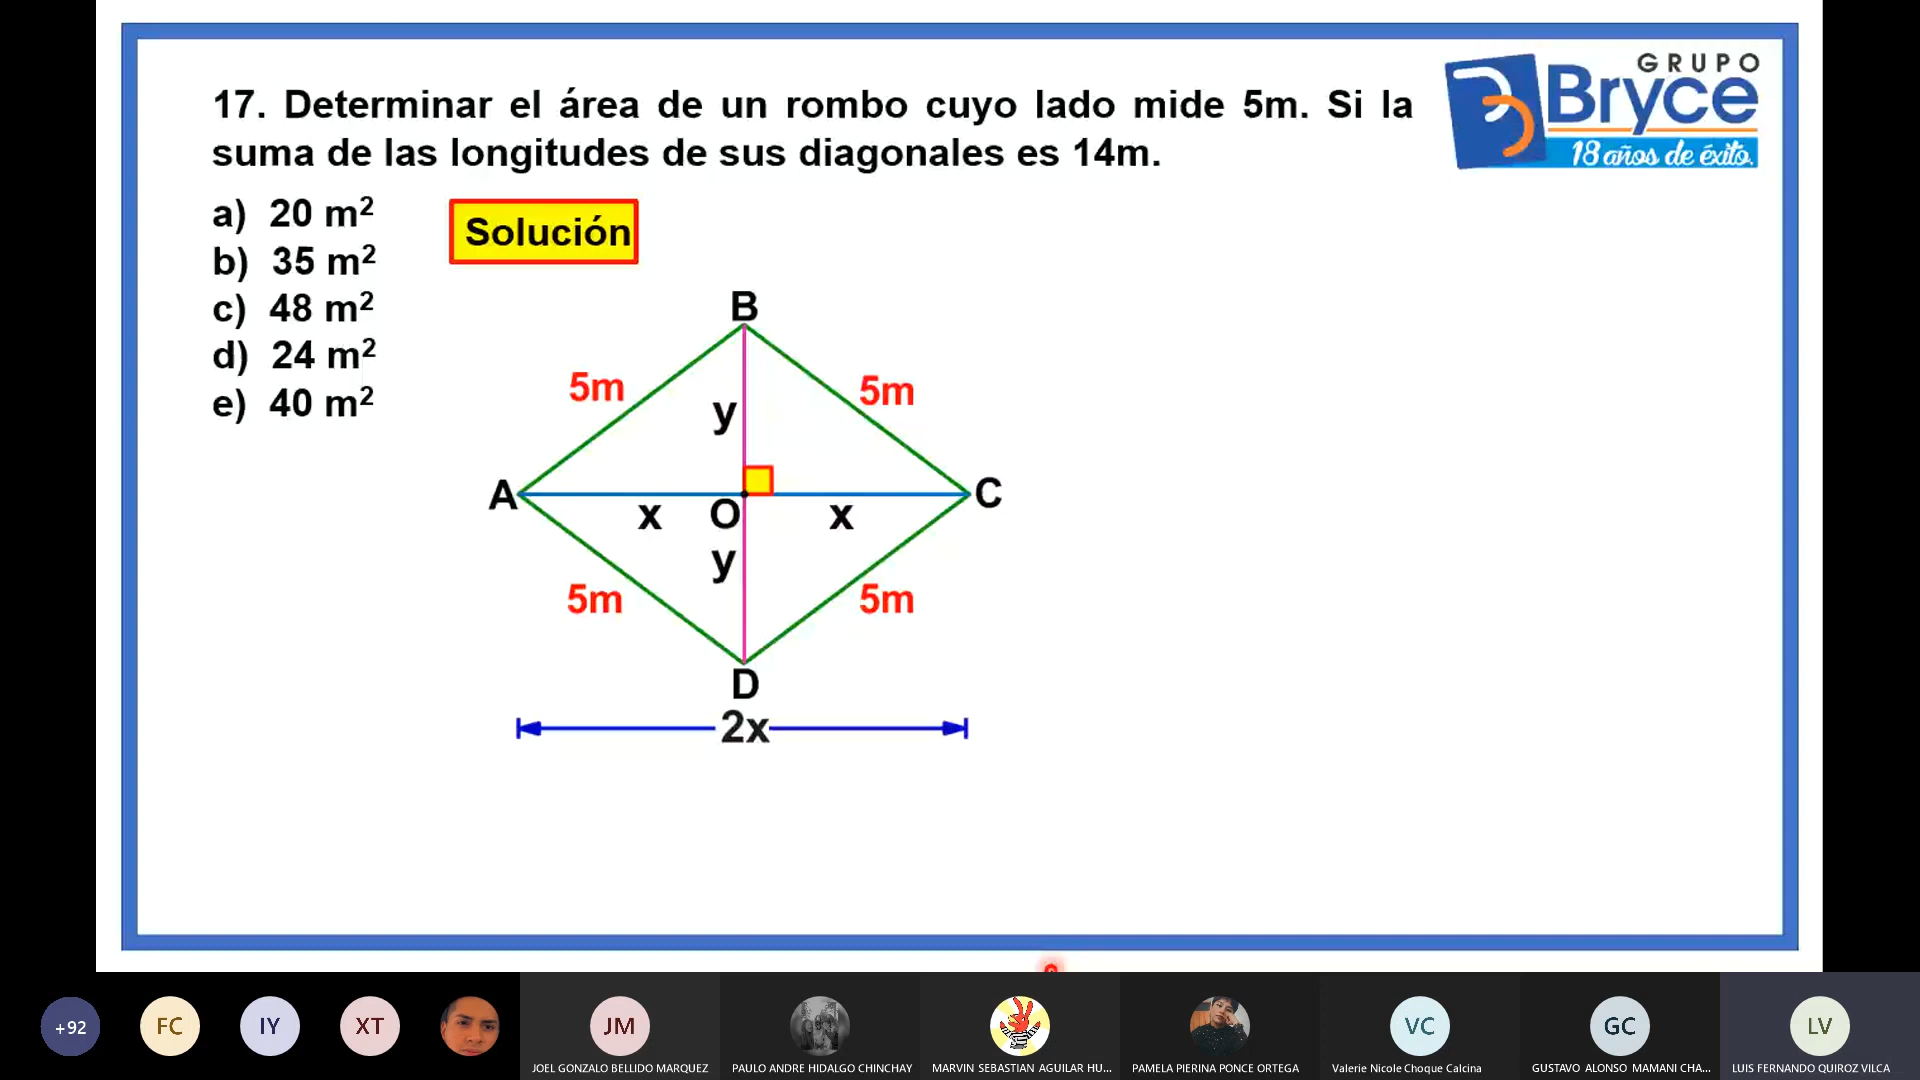 GRUPO
Bryce
18 años de éxito.
17. Determinar el área de un rombo cuyo lado mide 5m. Si la
suma de las longitudes de sus diagonales es 14m.
a) 20 m²
b) 35 m²
c) 48 m²
d) 24 m²
e) 40 m²
Solución
B
5m
5m
y
A
C
x
O
x
y
5m
5m
D
2x
+92
FC
IY
XT
JM
VC
GC
LV
JOEL GONZALO BELLIDO MARQUEZ
PAULO ANDRE HIDALGO CHINCHAY
MARVIN SEBASTIAN AGUILAR HU...
PAMELA PIERINA PONCE ORTEGA
Valerie Nicole Choque Calcina
GUSTAVO ALONSO MAMANI CHA...
LUIS FERNANDO QUIROZ VILCA